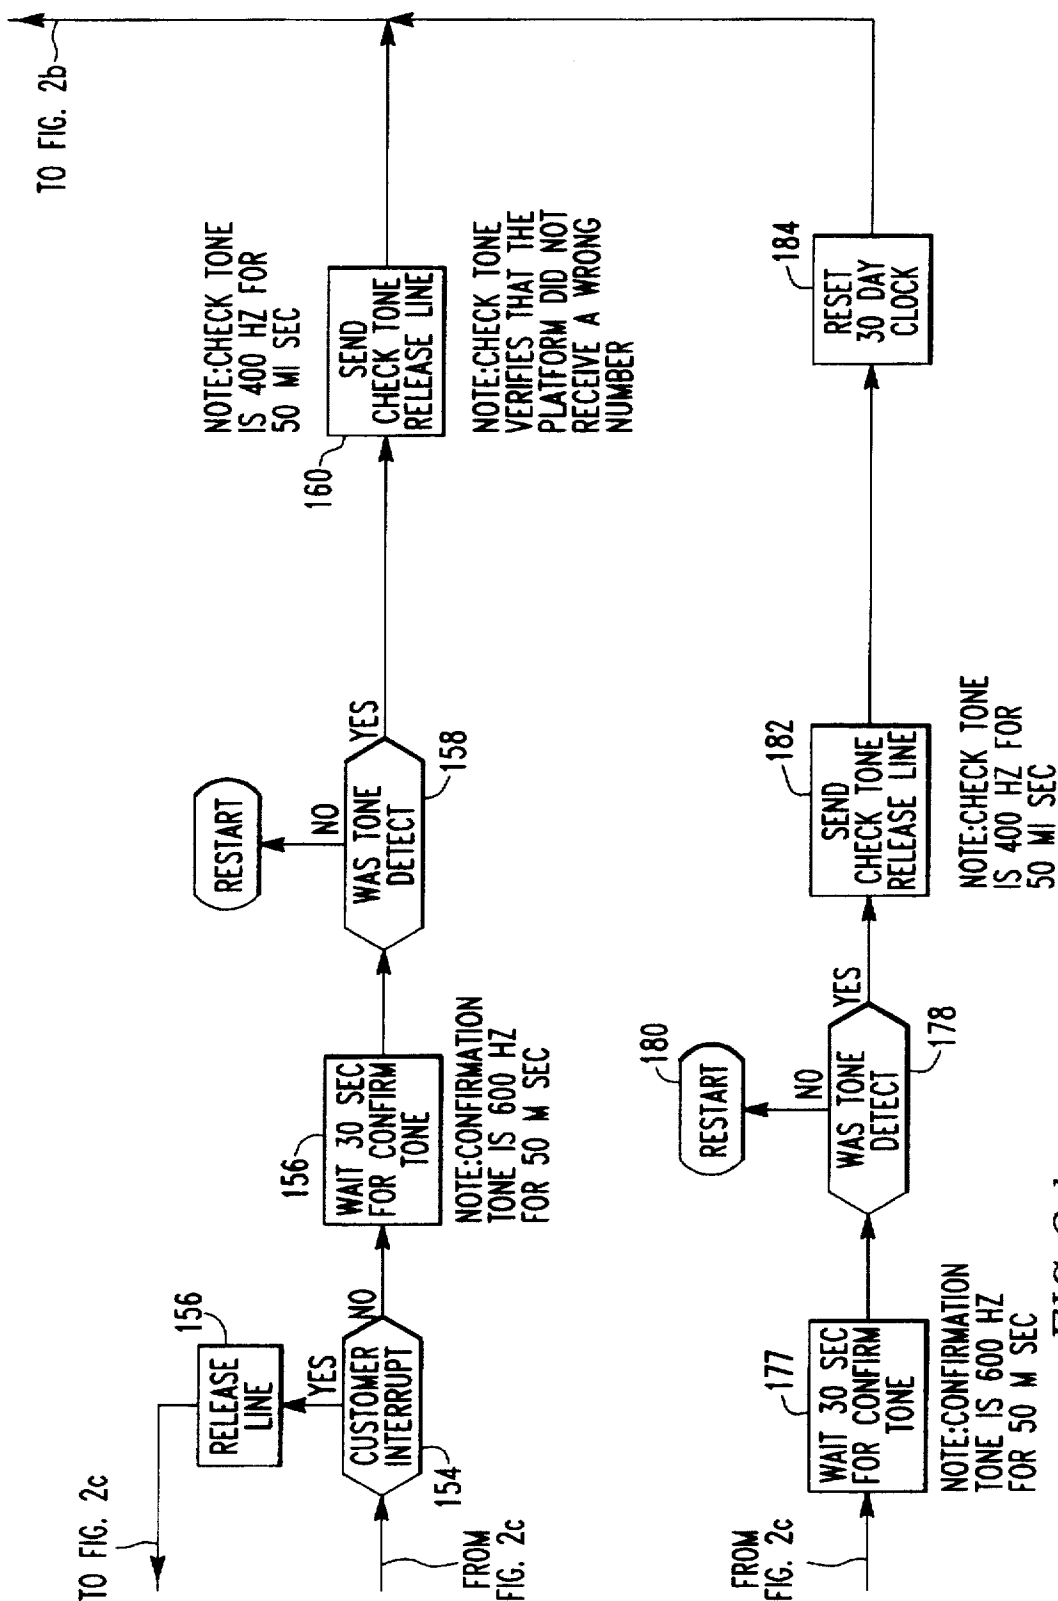 TO FIG. 2c
156
RELEASE
LINE
YES
CUSTOMER
INTERRUPT
NO
154
FROM
FIG. 2c
156
WAIT 30 SEC
FOR CONFIRM
TONE
NOTE:CONFIRMATION
TONE IS 600 HZ
FOR 50 M SEC
RESTART
NO
WAS TONE
DETECT
YES
158
NOTE:CHECK TONE
IS 400 HZ FOR
50 MI SEC
SEND
CHECK TONE
RELEASE LINE
160
NOTE:CHECK TONE
VERIFIES THAT THE
PLATFORM DID NOT
RECEIVE A WRONG
NUMBER
TO FIG. 2b
FROM
FIG. 2c
177
WAIT 30 SEC
FOR CONFIRM
TONE
NOTE:CONFIRMATION
TONE IS 600 HZ
FOR 50 M SEC
180
RESTART
NO
WAS TONE
DETECT
YES
178
182
SEND
CHECK TONE
RELEASE LINE
NOTE:CHECK TONE
IS 400 HZ FOR
50 MI SEC
184
RESET
30 DAY
CLOCK